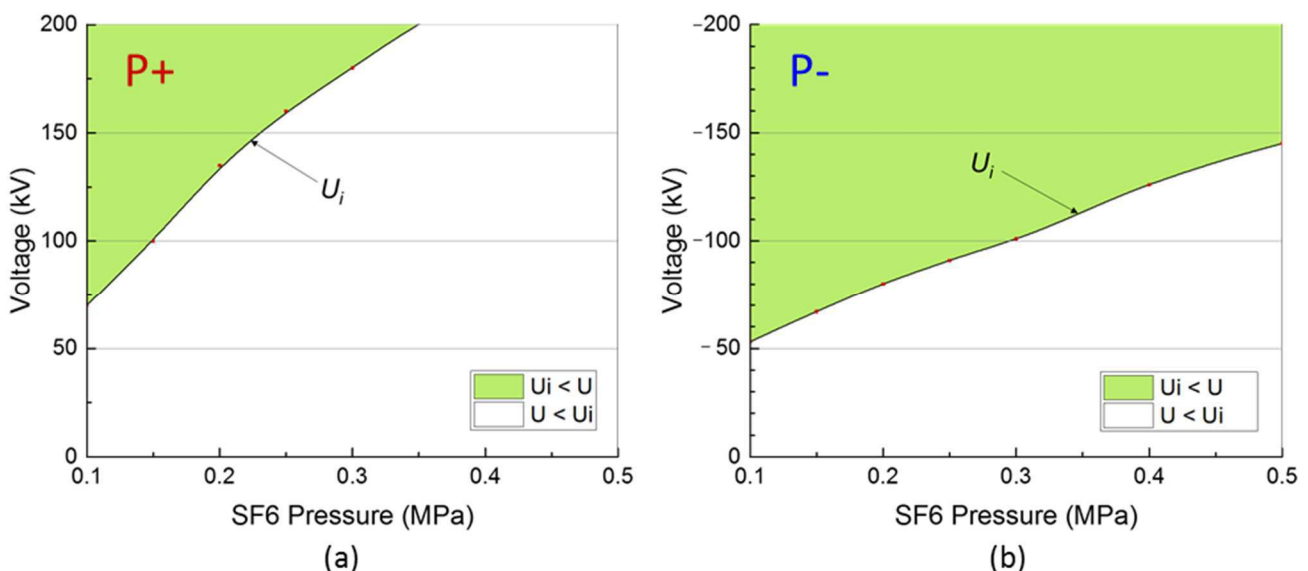 P+
Voltage (kV)
200
150
100
50
0
U_i
Ui < U
U < Ui
0.1 0.2 0.3 0.4 0.5
SF6 Pressure (MPa)
(a)
P-
Voltage (kV)
−200
−150
−100
−50
0
U_i
Ui < U
U < Ui
0.1 0.2 0.3 0.4 0.5
SF6 Pressure (MPa)
(b)